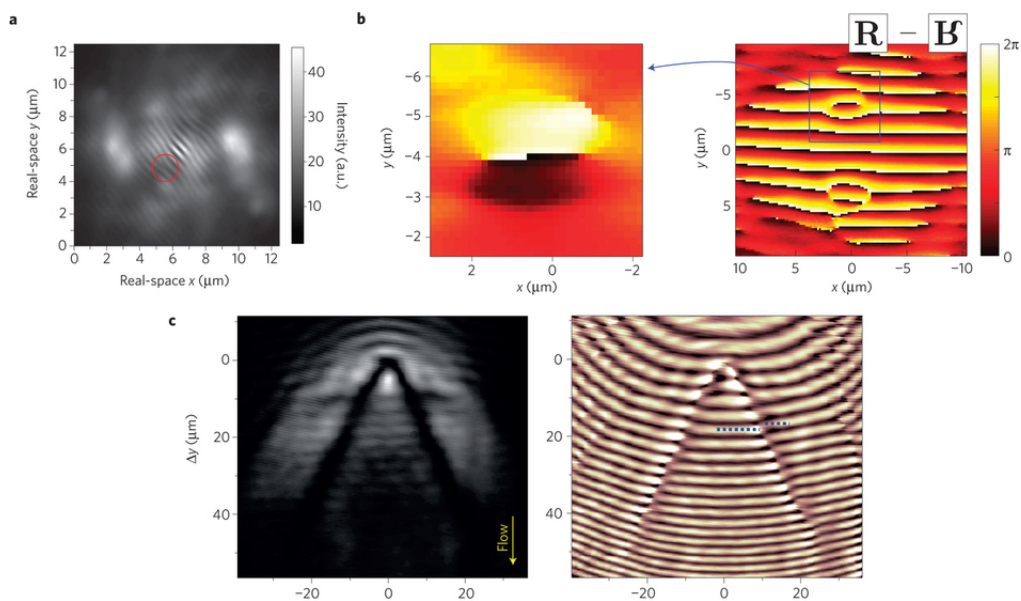 a
Real-space y (μm)
12
10
8
6
4
2
0
0 2 4 6 8 10 12
Real-space x (μm)
40
30
20
10
Intensity (a.u.)
b
−6
−5
−4
−3
−2
y (μm)
2 0 −2
x (μm)
R – 
−5
0
5
y (μm)
10 5 0 −5 −10
x (μm)
2π
π
0
c
0
20
40
Δy (μm)
−20 0 20
Flow
0
20
40
−20 0 20